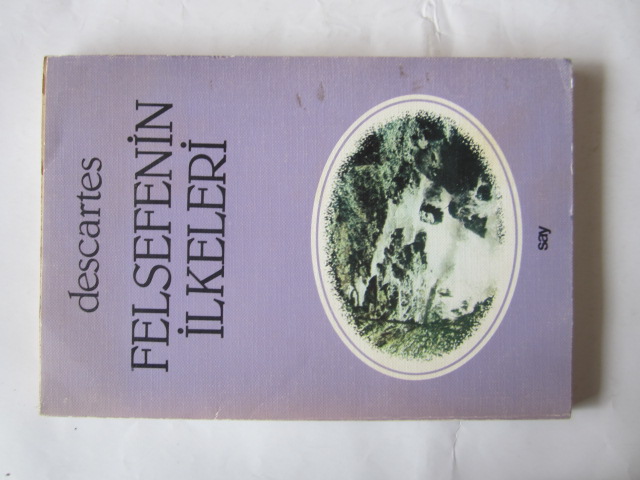 descartes
FELSEFENİN
İLKELERİ
say